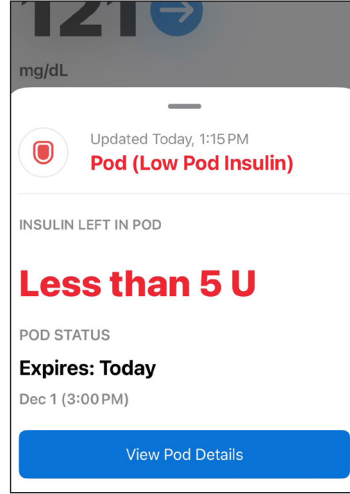 121
mg/dL
Updated Today, 1:15 PM
Pod (Low Pod Insulin)
INSULIN LEFT IN POD
Less than 5 U
POD STATUS
Expires: Today
Dec 1 (3:00 PM)
View Pod Details